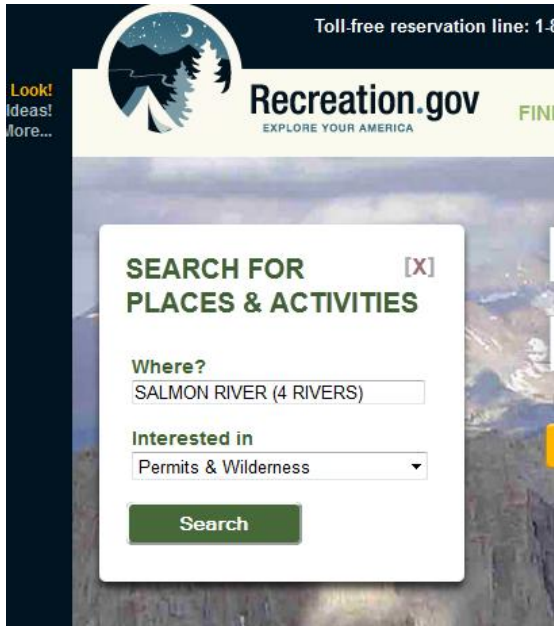 Toll-free reservation line: 1-8
Look!
Ideas!
More...
Recreation.gov
EXPLORE YOUR AMERICA
FIN
SEARCH FOR [X]
PLACES & ACTIVITIES
Where?
SALMON RIVER (4 RIVERS)
Interested in
Permits & Wilderness
Search